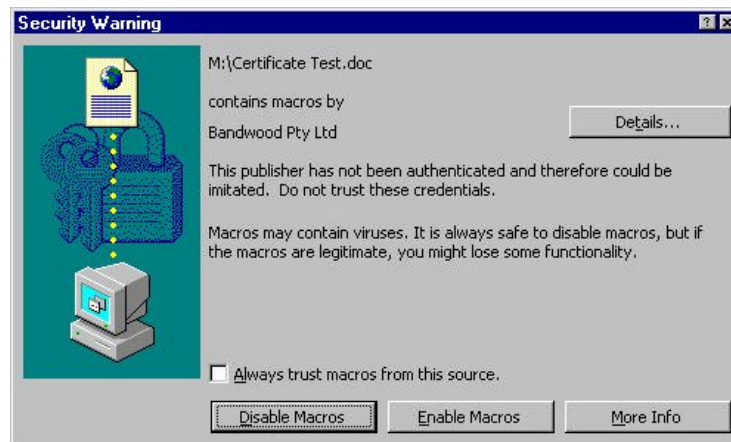 Security Warning
M:\Certificate Test.doc
contains macros by
Details...
Bandwood Pty Ltd
This publisher has not been authenticated and therefore could be
imitated. Do not trust these credentials.
Macros may contain viruses. It is always safe to disable macros, but if
the macros are legitimate, you might lose some functionality.
Always trust macros from this source.
Disable Macros
Enable Macros
More Info